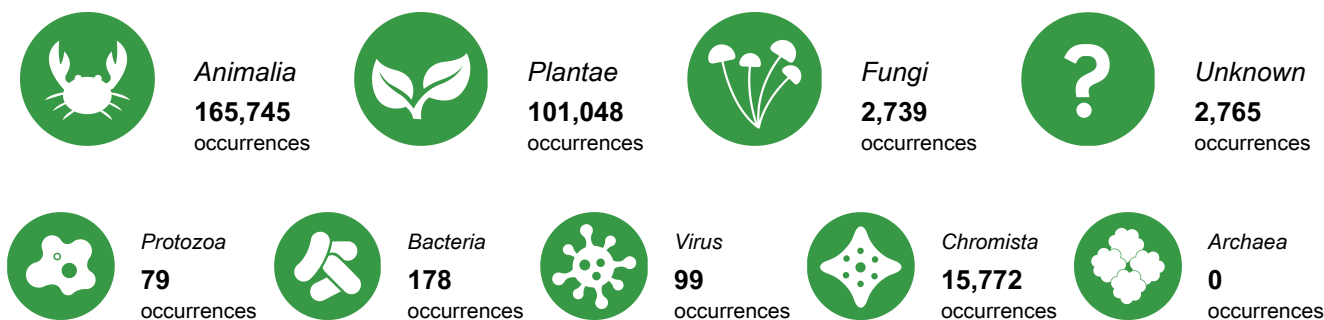 Animalia
165,745
occurrences
Plantae
101,048
occurrences
Fungi
2,739
occurrences
?
Unknown
2,765
occurrences
Protozoa
79
occurrences
Bacteria
178
occurrences
Virus
99
occurrences
Chromista
15,772
occurrences
Archaea
0
occurrences